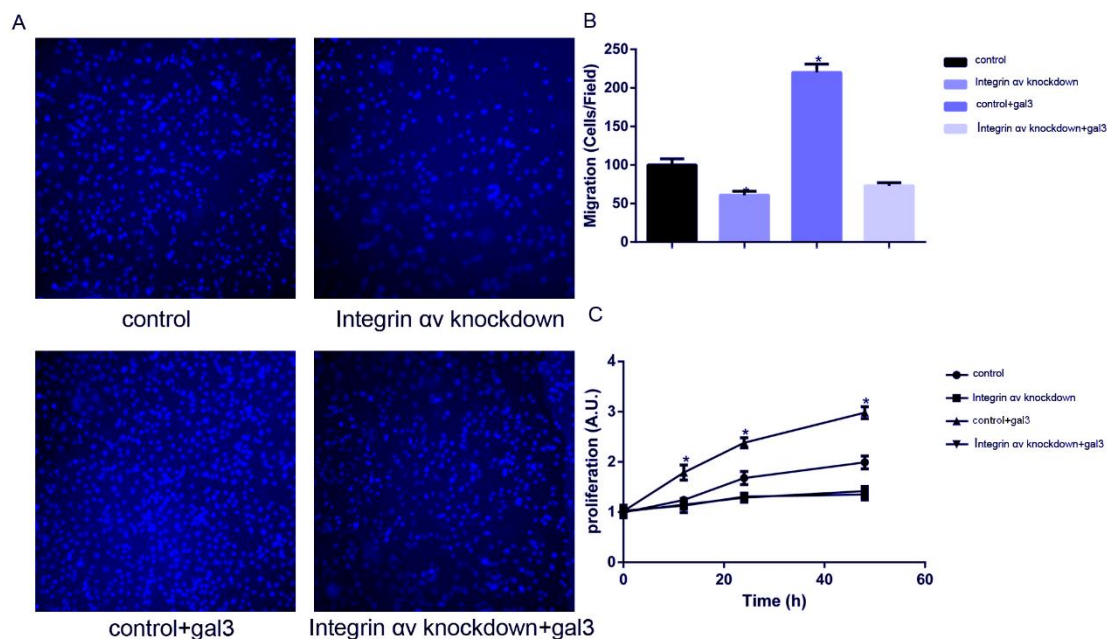 A
control
Integrin αv knockdown
control+gal3
Integrin αv knockdown+gal3
B
Migration (Cells/Field)
250
200
150
100
50
0
*
*
control
Integrin αv knockdown
control+gal3
Integrin αv knockdown+gal3
C
proliferation (A.U.)
4
3
2
1
0
*
*
*
0
20
40
60
Time (h)
control
Integrin αv knockdown
control+gal3
Integrin αv knockdown+gal3